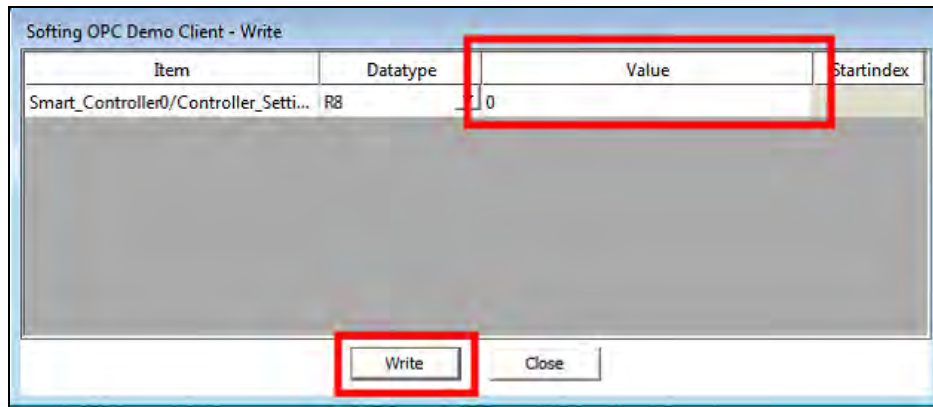 Softing OPC Demo Client - Write
Item Datatype Value Startindex
Smart_Controller0/Controller_Setti... R8 0
Write Close